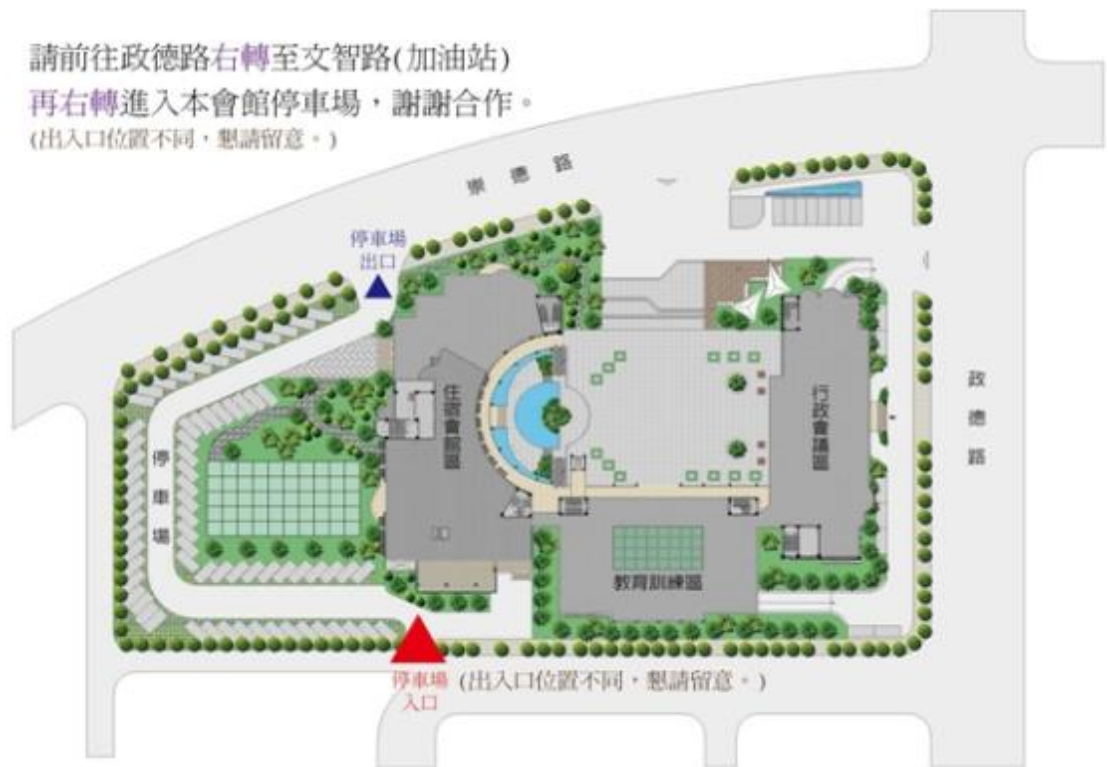 請前往政德路右轉至文智路(加油站)
再右轉進入本會館停車場，謝謝合作。
(出入口位置不同，懇請留意。)
崇德路
停車場
出口
住宿會館區
行政會議區
政德路
停車場
教育訓練區
停車場
入口
(出入口位置不同，懇請留意。)